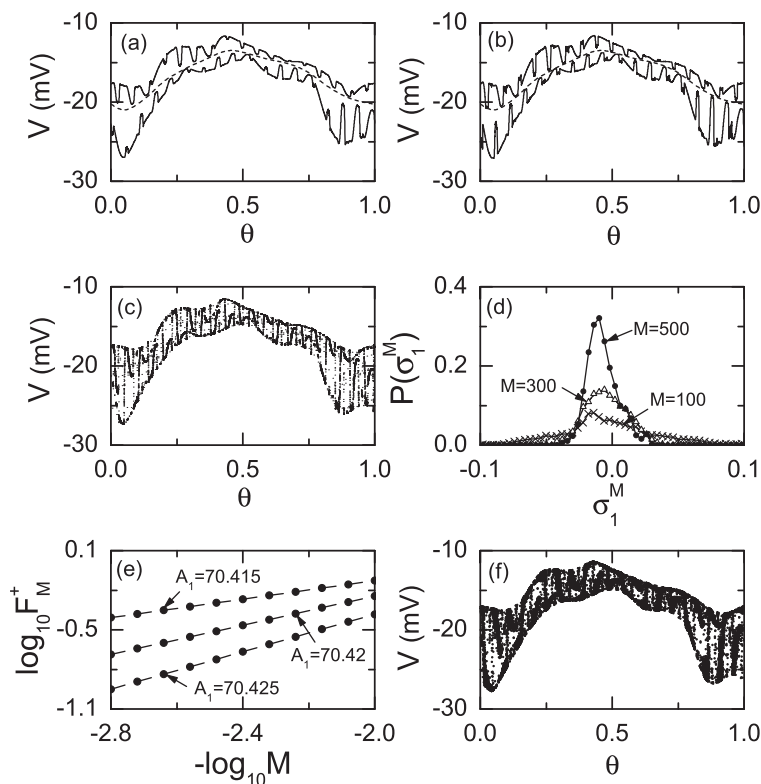 (a)
V (mV)
-10
-20
-30
0.0
0.5
1.0
θ
(b)
V (mV)
-10
-20
-30
0.0
0.5
1.0
θ
(c)
V (mV)
-10
-20
-30
0.0
0.5
1.0
θ
(d)
P(σ₁ᴹ)
0.4
0.2
0.0
M=500
M=300
M=100
-0.1
0.0
0.1
σ₁ᴹ
(e)
log₁₀F_M⁺
0.1
-0.5
-1.1
A₁=70.415
A₁=70.42
A₁=70.425
-2.8
-2.4
-2.0
-log₁₀M
(f)
V (mV)
-10
-20
-30
0.0
0.5
1.0
θ